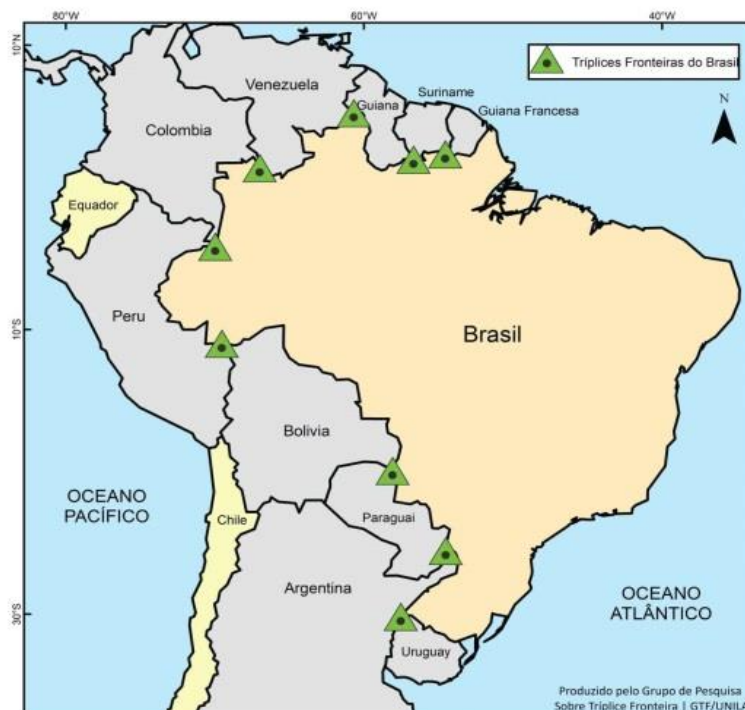 80°W
60°W
40°W
10°N
Tríplices Fronteiras do Brasil
Venezuela
Suriname
Guiana
Guiana Francesa
N
Colombia
Equador
Peru
10°S
Brasil
Bolivia
OCEANO
PACÍFICO
Chile
Paraguai
Argentina
OCEANO
ATLÂNTICO
30°S
Uruguay
Produzido pelo Grupo de Pesquisa
Sobre Tríplice Fronteira | GTF/UNILA